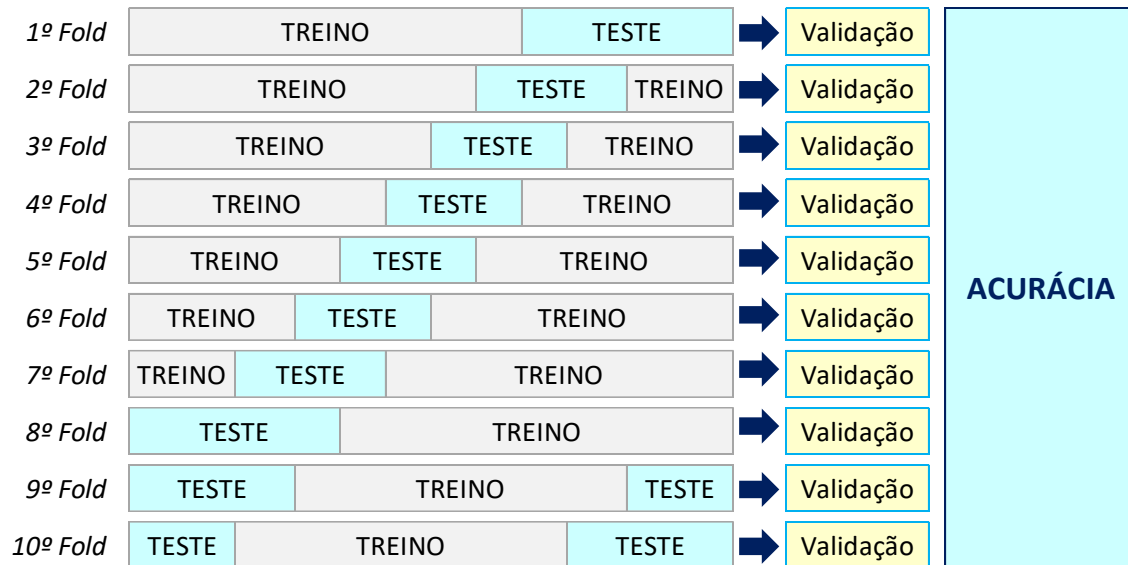 1º Fold TREINO TESTE Validação
2º Fold TREINO TESTE TREINO Validação
3º Fold TREINO TESTE TREINO Validação
4º Fold TREINO TESTE TREINO Validação
5º Fold TREINO TESTE TREINO Validação
6º Fold TREINO TESTE TREINO Validação
7º Fold TREINO TESTE TREINO Validação
8º Fold TESTE TREINO Validação
9º Fold TESTE TREINO TESTE Validação
10º Fold TESTE TREINO TESTE Validação
ACURÁCIA